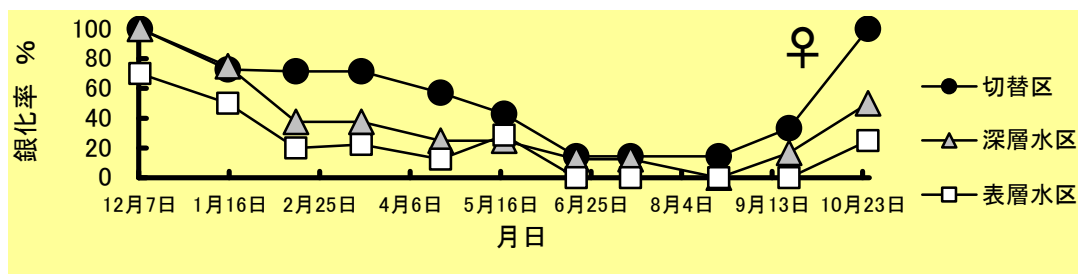 銀化率 %
100
80
60
40
20
0
12月7日 1月16日 2月25日 4月6日 5月16日 6月25日 8月4日 9月13日 10月23日
月日
♀
切替区
深層水区
表層水区